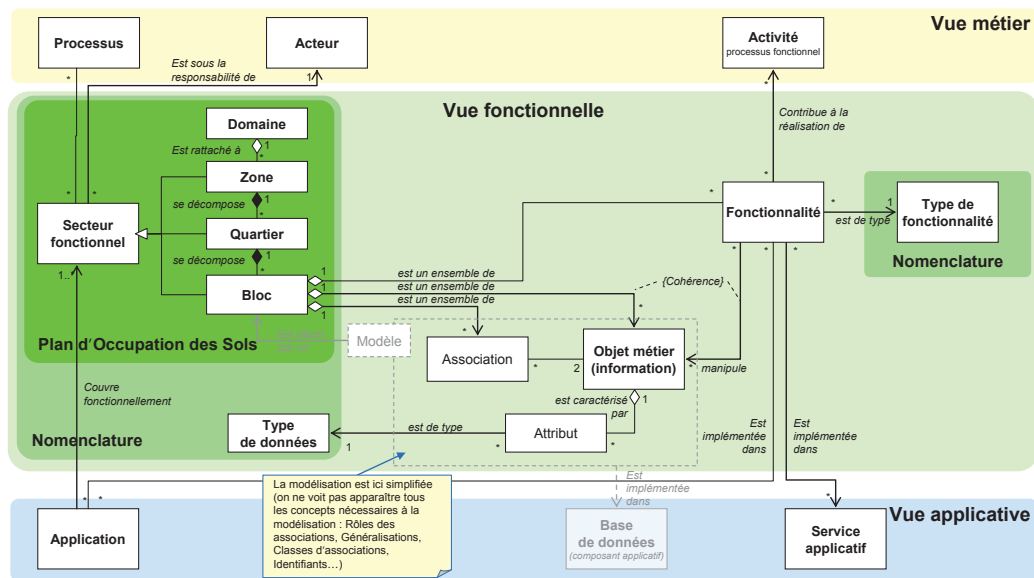 Vue métier
Processus
Acteur
Activité
processus fonctionnel
*
Est sous la
responsabilité de
1
*
Contribue à la
réalisation de
Vue fonctionnelle
Domaine
1
Est rattaché à
*
Zone
1
se décompose
*
Quartier
1
se décompose
*
Bloc
*
*
Secteur
fonctionnel
1..*
*
Fonctionnalité
*
est de type
1
Type de
fonctionnalité
Nomenclature
1
est un ensemble de
1
est un ensemble de
1
est un ensemble de
{Cohérence}
*
*
Plan d'Occupation des Sols
Modèle
Association
*
2
Objet métier
(information)
*
manipule
Couvre
fonctionnellement
est caractérisé
par
1
Nomenclature
Type
de données
1
est de type
*
Attribut
*
*
*
Est
implémentée
dans
Est
implémentée
dans
Est
implémentée
dans
La modélisation est ici simplifiée
(on ne voit pas apparaître tous
les concepts nécessaires à la
modélisation : Rôles des
associations, Généralisations,
Classes d'associations,
Identifiants…)
Vue applicative
*
*
Application
Base
de données
(composant applicatif)
*
Service
applicatif